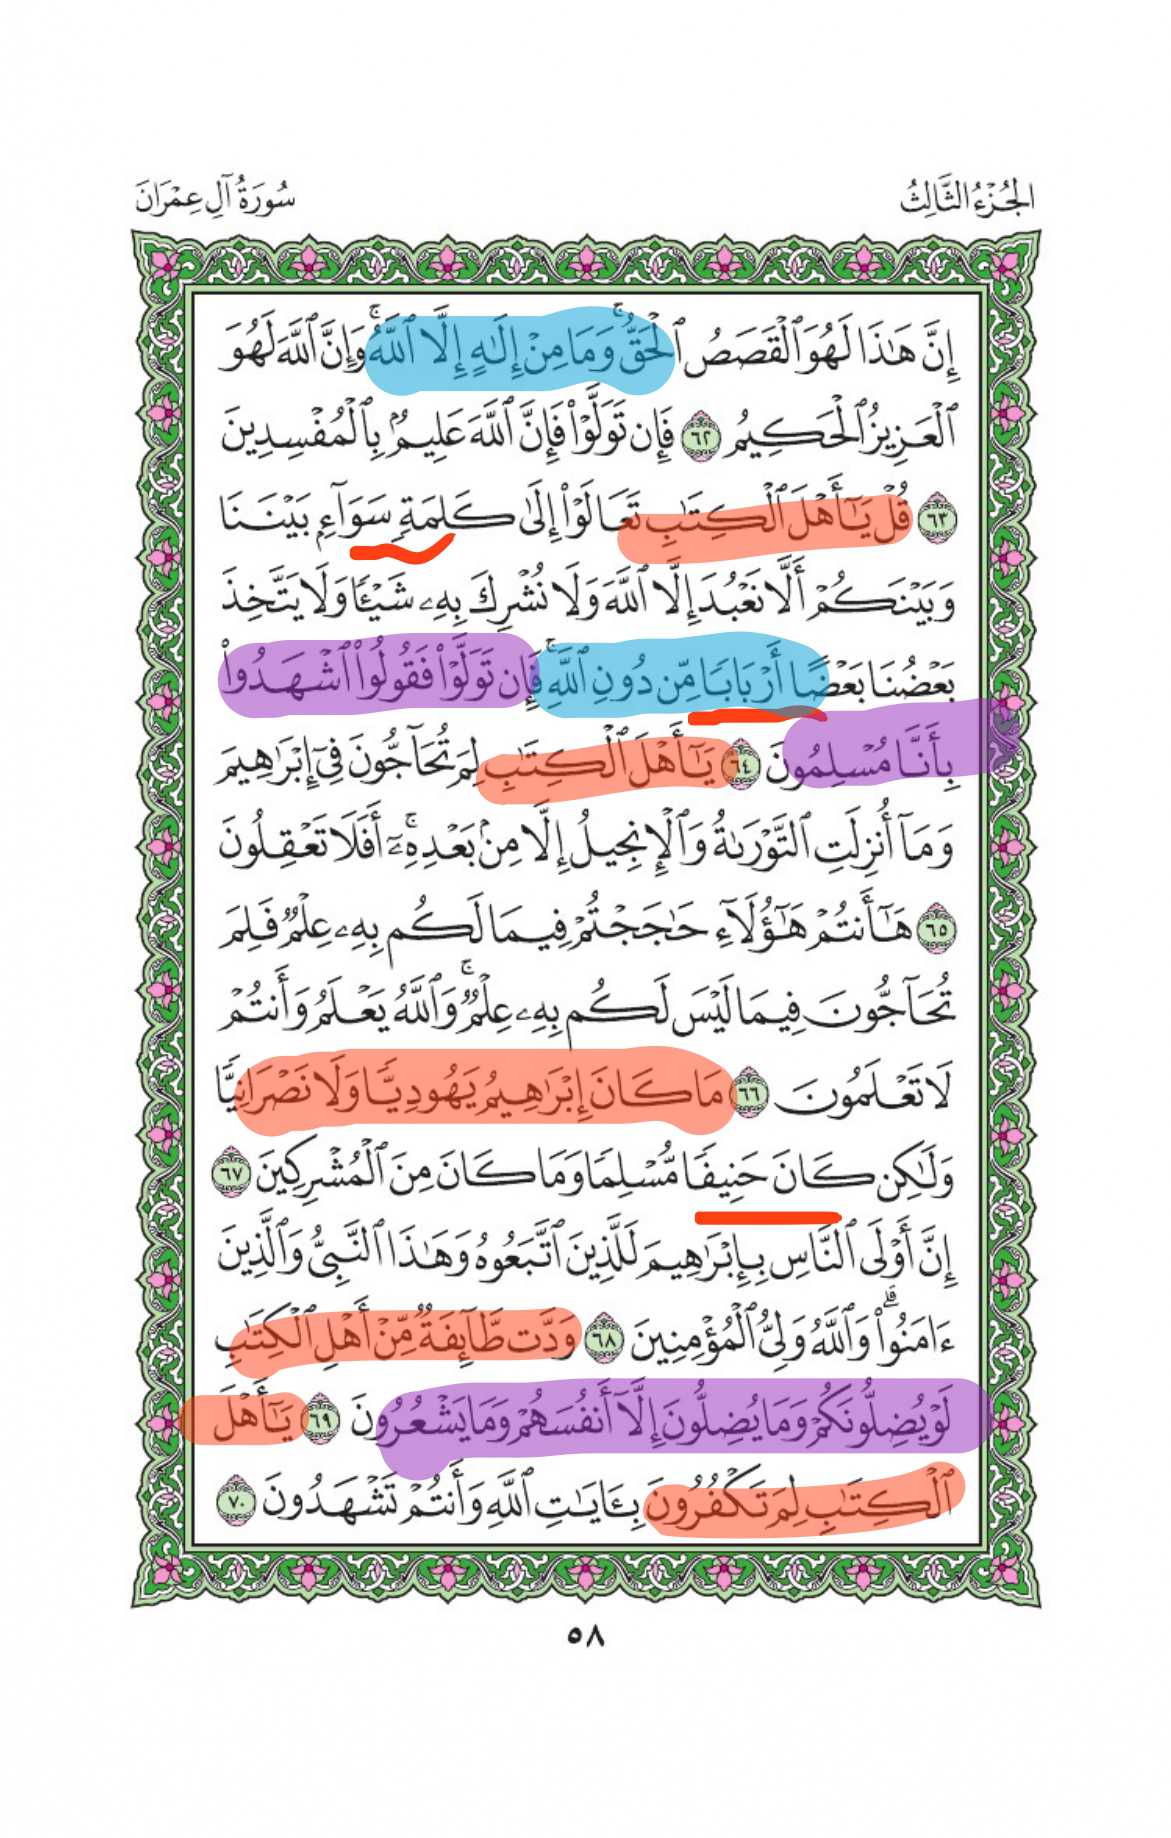 الجُزْءُ الثَّالِثُ
سُورَةُ آلِ عِمْرَانَ
إِنَّ هَٰذَا لَهُوَ ٱلْقَصَصُ ٱلْحَقُّۚ وَمَا مِنْ إِلَٰهٍ إِلَّا ٱللَّهُۚ وَإِنَّ ٱللَّهَ لَهُوَ
ٱلْعَزِيزُ ٱلْحَكِيمُ ٦٢ فَإِن تَوَلَّوْا۟ فَإِنَّ ٱللَّهَ عَلِيمٌۢ بِٱلْمُفْسِدِينَ
٦٣ قُلْ يَٰٓأَهْلَ ٱلْكِتَٰبِ تَعَالَوْا۟ إِلَىٰ كَلِمَةٍ سَوَآءٍۭ بَيْنَنَا
وَبَيْنَكُمْ أَلَّا نَعْبُدَ إِلَّا ٱللَّهَ وَلَا نُشْرِكَ بِهِۦ شَيْـًٔا وَلَا يَتَّخِذَ
بَعْضُنَا بَعْضًا أَرْبَابًا مِّن دُونِ ٱللَّهِۚ فَإِن تَوَلَّوْا۟ فَقُولُوا۟ ٱشْهَدُوا۟
بِأَنَّا مُسْلِمُونَ ٦٤ يَٰٓأَهْلَ ٱلْكِتَٰبِ لِمَ تُحَآجُّونَ فِىٓ إِبْرَٰهِيمَ
وَمَآ أُنزِلَتِ ٱلتَّوْرَىٰةُ وَٱلْإِنجِيلُ إِلَّا مِنۢ بَعْدِهِۦٓۚ أَفَلَا تَعْقِلُونَ
٦٥ هَٰٓأَنتُمْ هَٰٓؤُلَآءِ حَٰجَجْتُمْ فِيمَا لَكُم بِهِۦ عِلْمٌ فَلِمَ
تُحَآجُّونَ فِيمَا لَيْسَ لَكُم بِهِۦ عِلْمٌۚ وَٱللَّهُ يَعْلَمُ وَأَنتُمْ
لَا تَعْلَمُونَ ٦٦ مَا كَانَ إِبْرَٰهِيمُ يَهُودِيًّا وَلَا نَصْرَانِيًّا
وَلَٰكِن كَانَ حَنِيفًا مُّسْلِمًا وَمَا كَانَ مِنَ ٱلْمُشْرِكِينَ ٦٧
إِنَّ أَوْلَى ٱلنَّاسِ بِإِبْرَٰهِيمَ لَلَّذِينَ ٱتَّبَعُوهُ وَهَٰذَا ٱلنَّبِىُّ وَٱلَّذِينَ
ءَامَنُوا۟ۗ وَٱللَّهُ وَلِىُّ ٱلْمُؤْمِنِينَ ٦٨ وَدَّت طَّآئِفَةٌ مِّنْ أَهْلِ ٱلْكِتَٰبِ
لَوْ يُضِلُّونَكُمْ وَمَا يُضِلُّونَ إِلَّآ أَنفُسَهُمْ وَمَا يَشْعُرُونَ ٦٩ يَٰٓأَهْلَ
ٱلْكِتَٰبِ لِمَ تَكْفُرُونَ بِـَٔايَٰتِ ٱللَّهِ وَأَنتُمْ تَشْهَدُونَ ٧٠
٥٨